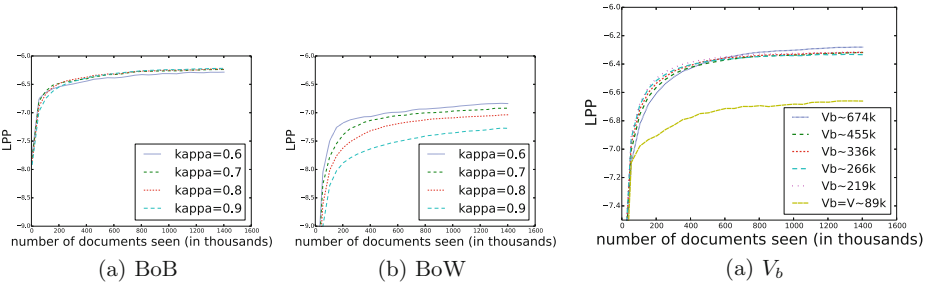 LPP
−6.0
−6.5
−7.0
−7.5
−8.0
−8.5
−9.0
0 200 400 600 800 1000 1200 1400 1600
kappa=0.6
kappa=0.7
kappa=0.8
kappa=0.9
number of documents seen (in thousands)
(a) BoB
LPP
−6.0
−6.5
−7.0
−7.5
−8.0
−8.5
−9.0
0 200 400 600 800 1000 1200 1400 1600
kappa=0.6
kappa=0.7
kappa=0.8
kappa=0.9
number of documents seen (in thousands)
(b) BoW
LPP
−6.0
−6.2
−6.4
−6.6
−6.8
−7.0
−7.2
−7.4
0 200 400 600 800 1000 1200 1400 1600
Vb~674k
Vb~455k
Vb~336k
Vb~266k
Vb~219k
Vb=V~89k
number of documents seen (in thousands)
(a) V_b